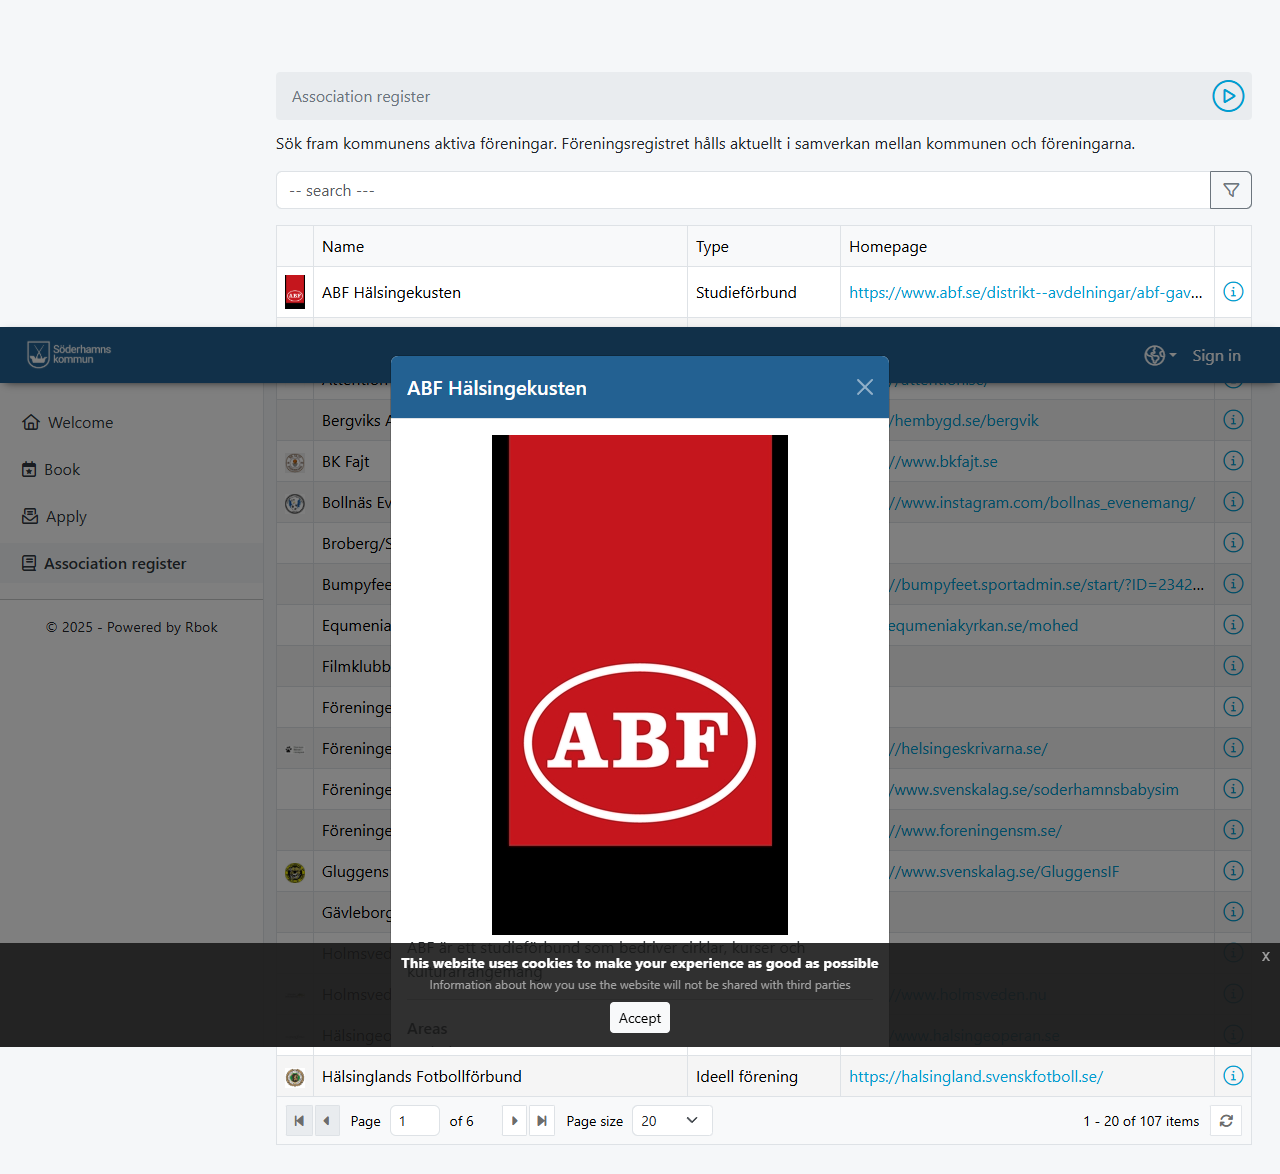 Association register
Sök fram kommunens aktiva föreningar. Föreningsregistret hålls aktuellt i samverkan mellan kommunen och föreningarna.
-- search ---
Name Type Homepage
ABF Hälsingekusten Studieförbund https://www.abf.se/distrikt--avdelningar/abf-gav...
Söderhamns kommun
Sign in
ABF Hälsingekusten
Welcome
Book
Apply
Association register
© 2025 - Powered by Rbok
Attention //attention.se/
Bergviks A /hembygd.se/bergvik
BK Fajt //www.bkfajt.se
Bollnäs Ev //www.instagram.com/bollnas_evenemang/
Broberg/S
Bumpyfee //bumpyfeet.sportadmin.se/start/?ID=2342...
Equmenia equmeniakyrkan.se/mohed
Filmklubb
Föreninge
Föreninge //helsingeskrivarna.se/
Föreninge /www.svenskalag.se/soderhamnsbabysim
Föreninge //www.foreningensm.se/
Gluggens //www.svenskalag.se/GluggensIF
Gävleborg
ABF
ABF är ett studieförbund som bedriver cirklar, kurser och
kulturarrangemang
Areas
Holmsved
Holmsved //www.holmsveden.nu
Hälsingeo /www.halsingeoperan.se
This website uses cookies to make your experience as good as possible
Information about how you use the website will not be shared with third parties
Accept
X
Hälsinglands Fotbollförbund Ideell förening https://halsingland.svenskfotboll.se/
Page 1 of 6 Page size 20 1 - 20 of 107 items